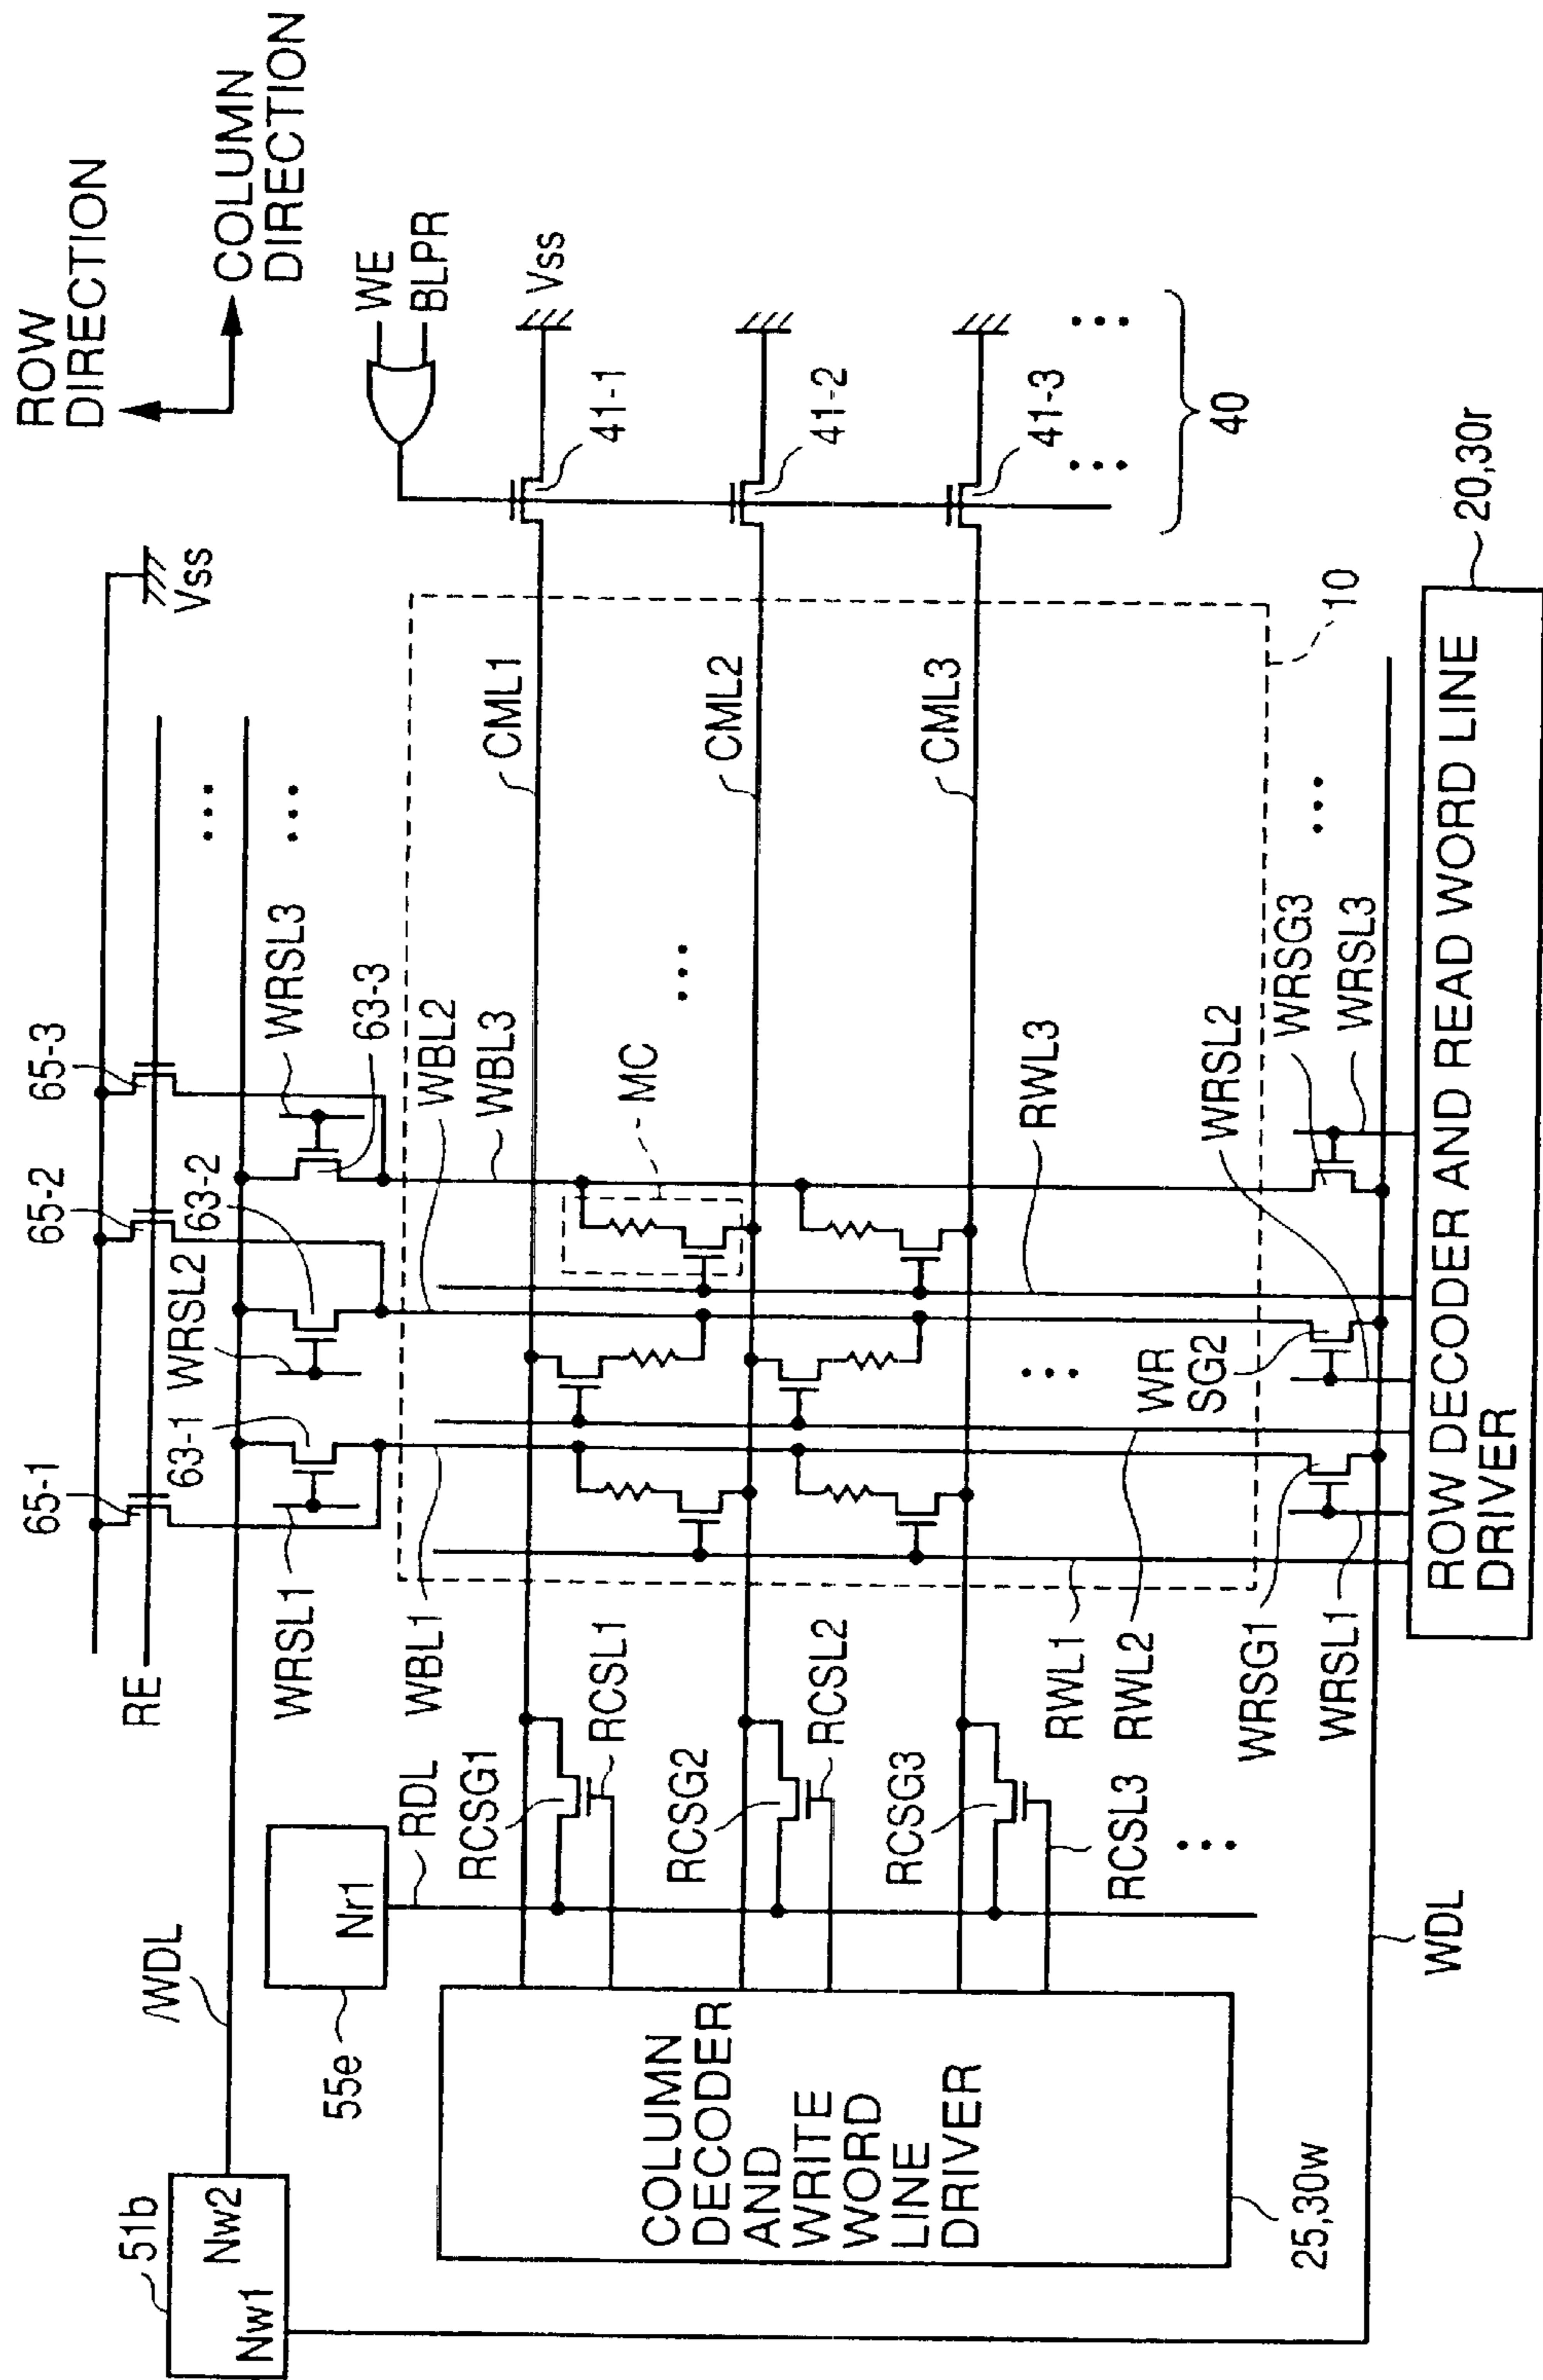 ROW
DIRECTION
COLUMN
DIRECTION
WE
BLPR
Vss
41-1
41-2
41-3
40
Vss
65-3
65-2
65-1
RE
WRSL3
63-3
63-2
WRSL2
63-1
WRSL1
WBL2
WBL3
WBL1
CML1
CML2
CML3
10
20,30r
MC
RWL3
WRSL2
WRSG3
WRSL3
WR
SG2
ROW DECODER AND READ WORD LINE
DRIVER
RWL1
RWL2
WRSG1
WRSL1
RDL
RCSG1
RCSL1
RCSG2
RCSL2
RCSG3
RCSL3
Nr1
55e
/WDL
51b
Nw2
Nw1
COLUMN
DECODER
AND
WRITE
WORD
LINE
DRIVER
25,30w
WDL